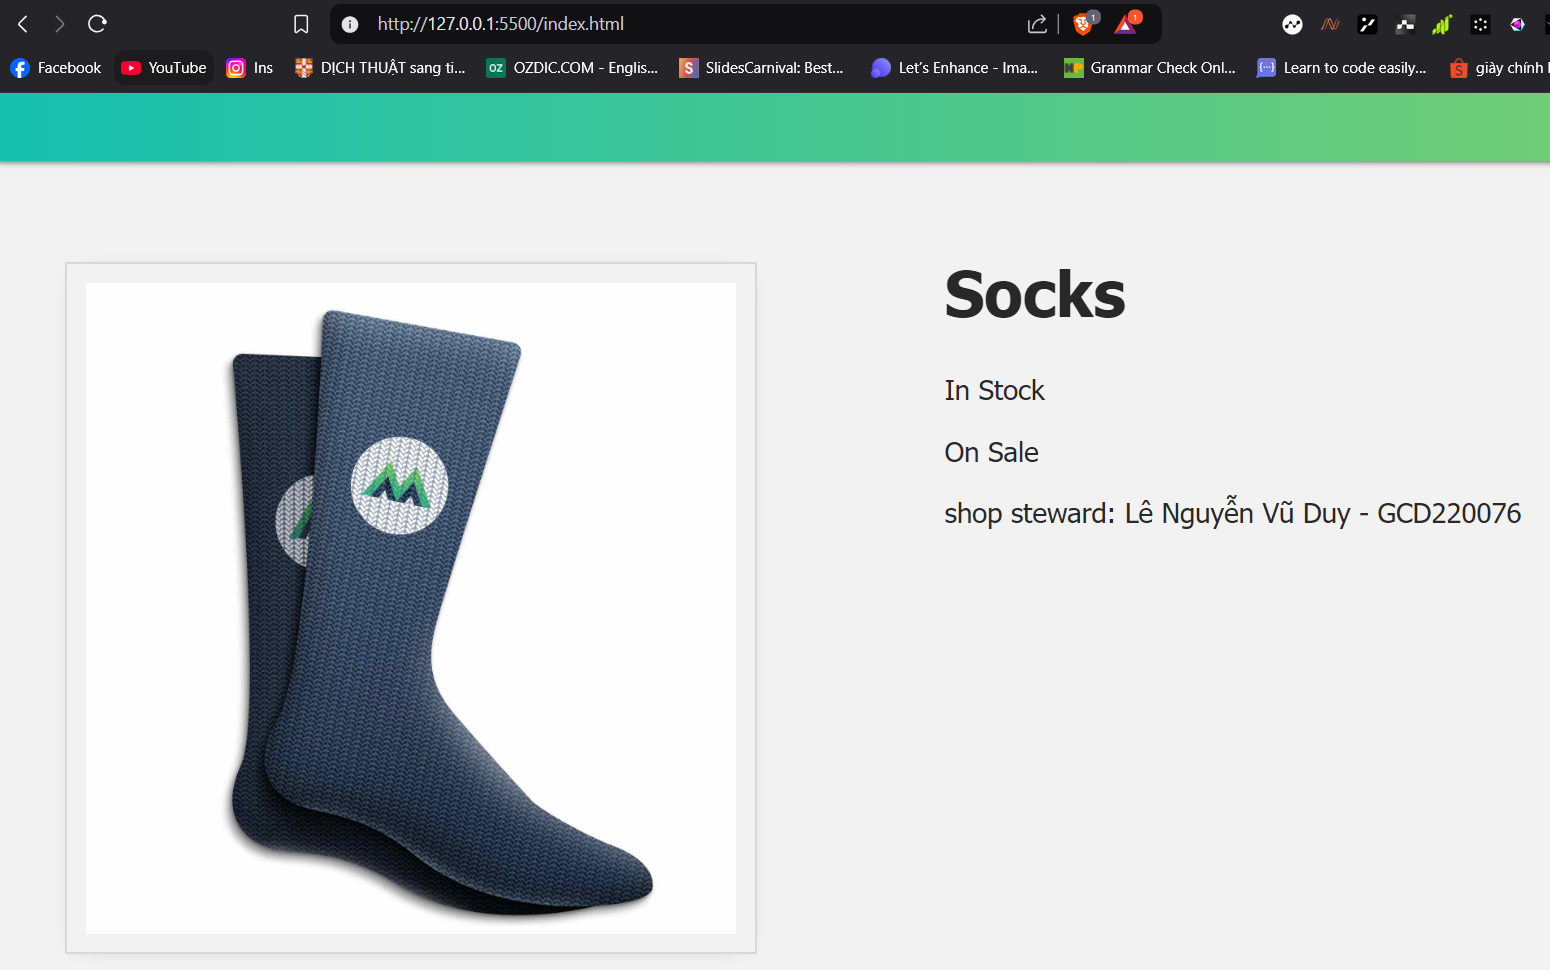 http://127.0.0.1:5500/index.html
1
1
Facebook YouTube Ins DỊCH THUẬT sang ti... OZDIC.COM - Englis... SlidesCarnival: Best... Let's Enhance - Ima... Grammar Check Onl... Learn to code easily... giày chính
Socks
In Stock
On Sale
shop steward: Lê Nguyễn Vũ Duy - GCD220076